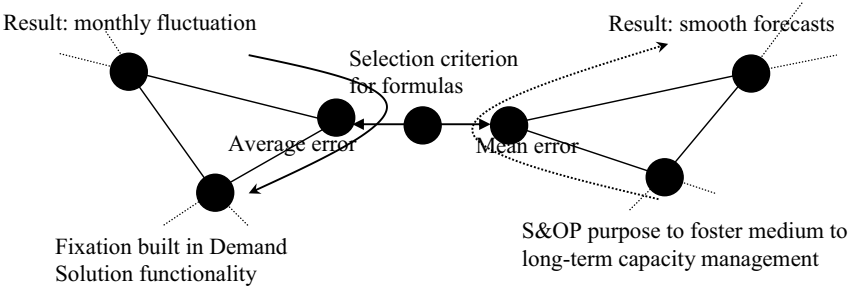 Result: monthly fluctuation
Result: smooth forecasts
Selection criterion
for formulas
Average error
Mean error
Fixation built in Demand
Solution functionality
S&OP purpose to foster medium to
long-term capacity management